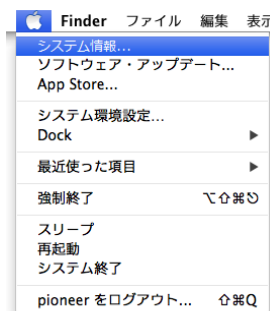 Finder ファイル 編集 表示
システム情報...
ソフトウェア・アップデート...
App Store...
システム環境設定...
Dock ▶
最近使った項目 ▶
強制終了 ⌥⇧⌘⎋
スリープ
再起動
システム終了
pioneer をログアウト... ⇧⌘Q